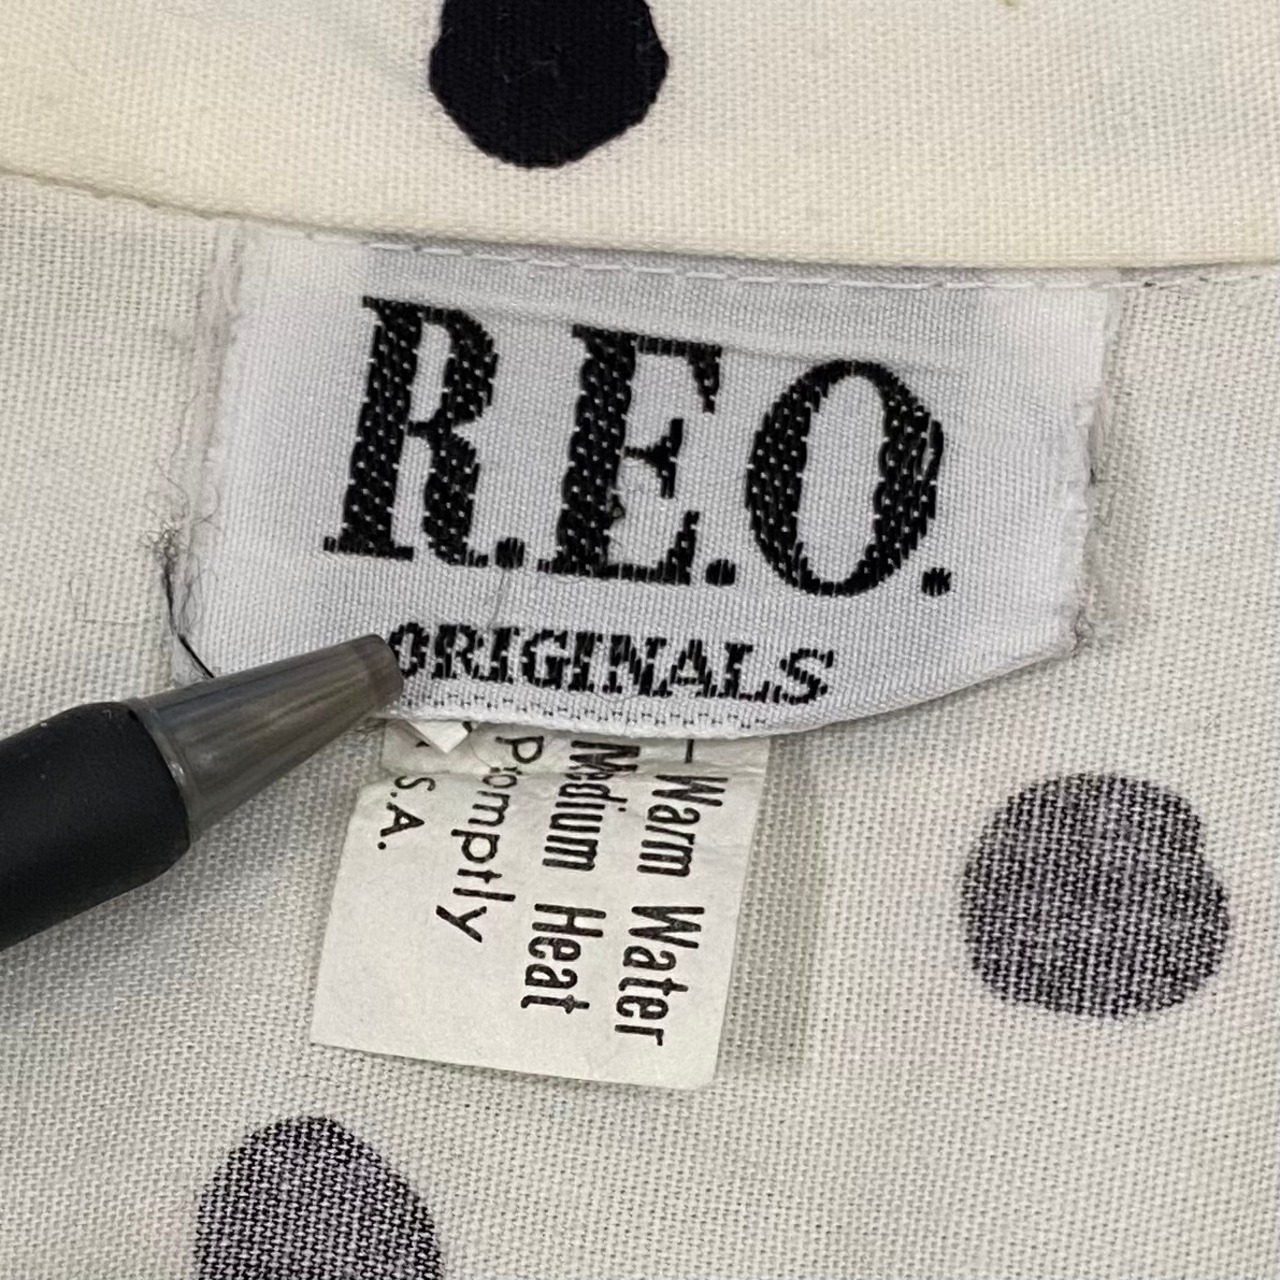 R.E.O.
ORIGINALS
Warm Water
Medium Heat
Promptly
S.A.